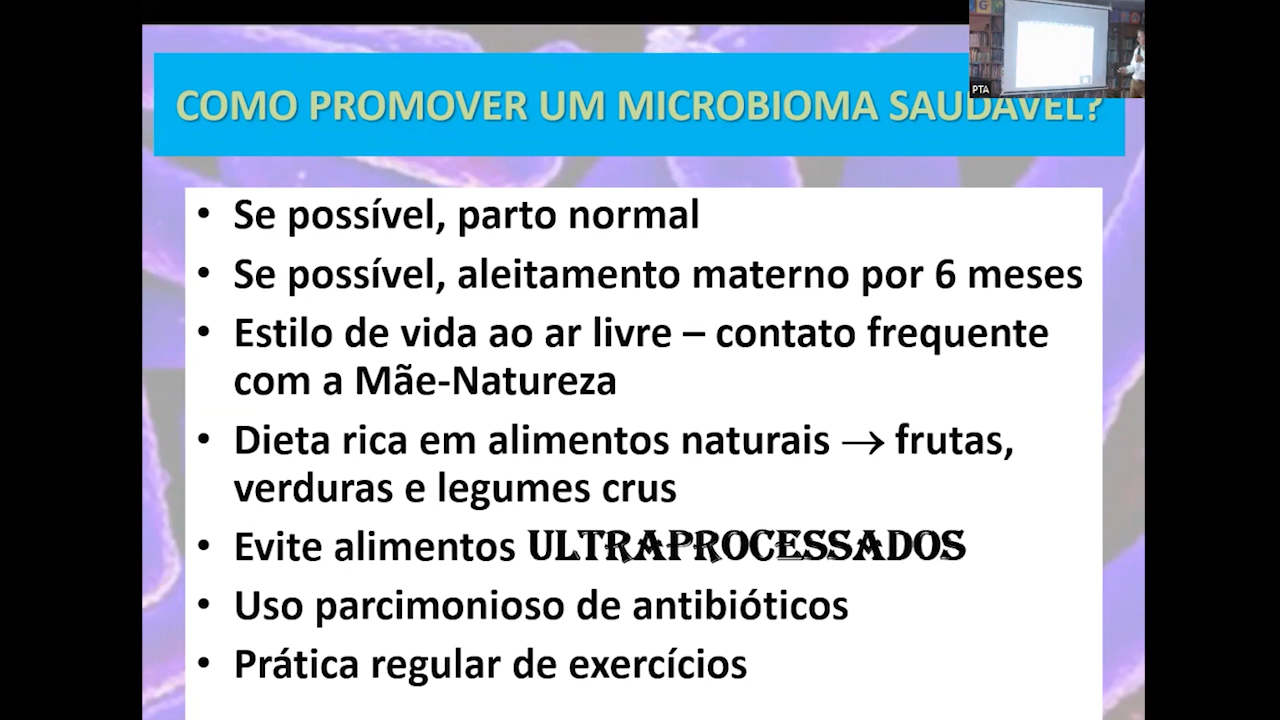 PTA
COMO PROMOVER UM MICROBIOMA SAUDÁVEL?
• Se possível, parto normal
• Se possível, aleitamento materno por 6 meses
• Estilo de vida ao ar livre – contato frequente
com a Mãe-Natureza
• Dieta rica em alimentos naturais → frutas,
verduras e legumes crus
• Evite alimentos ULTRAPROCESSADOS
• Uso parcimonioso de antibióticos
• Prática regular de exercícios